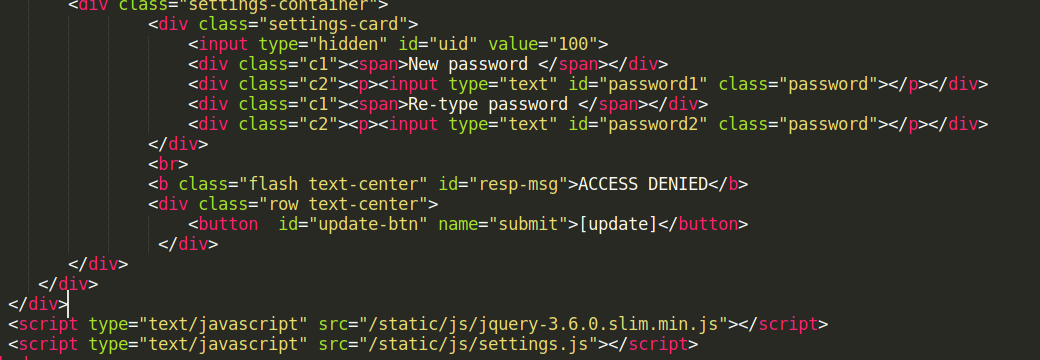 <div class="settings-container">
<div class="settings-card">
<input type="hidden" id="uid" value="100">
<div class="c1"><span>New password </span></div>
<div class="c2"><p><input type="text" id="password1" class="password"></p></div>
<div class="c1"><span>Re-type password </span></div>
<div class="c2"><p><input type="text" id="password2" class="password"></p></div>
</div>
<br>
<b class="flash text-center" id="resp-msg">ACCESS DENIED</b>
<div class="row text-center">
<button  id="update-btn" name="submit">[update]</button>
</div>
</div>
</div>
</div>
<script type="text/javascript" src="/static/js/jquery-3.6.0.slim.min.js"></script>
<script type="text/javascript" src="/static/js/settings.js"></script>